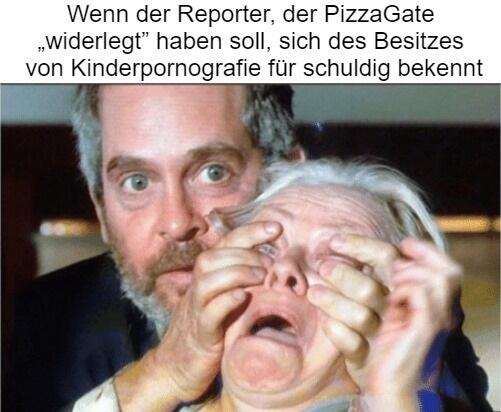 Wenn der Reporter, der PizzaGate
„widerlegt” haben soll, sich des Besitzes
von Kinderpornografie für schuldig bekennt